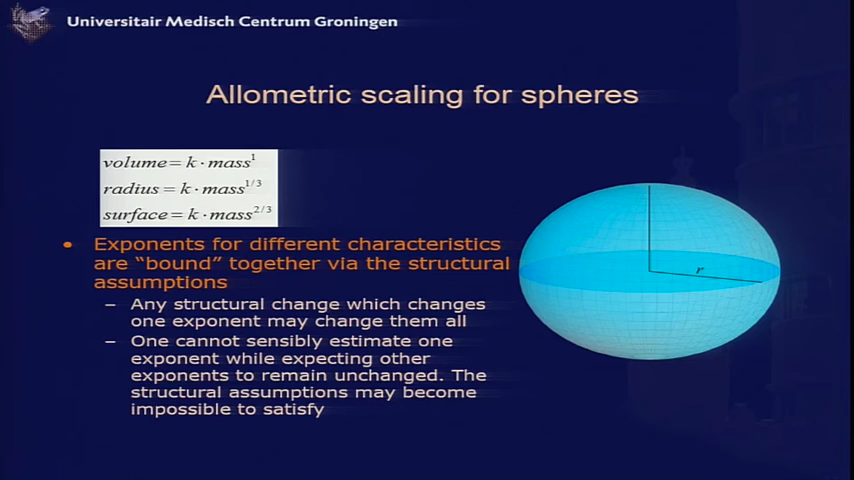 Universitair Medisch Centrum Groningen
Allometric scaling for spheres
volume = k · mass^1
radius = k · mass^1/3
surface = k · mass^2/3
• Exponents for different characteristics
are “bound” together via the structural
assumptions
– Any structural change which changes
one exponent may change them all
– One cannot sensibly estimate one
exponent while expecting other
exponents to remain unchanged. The
structural assumptions may become
impossible to satisfy
r